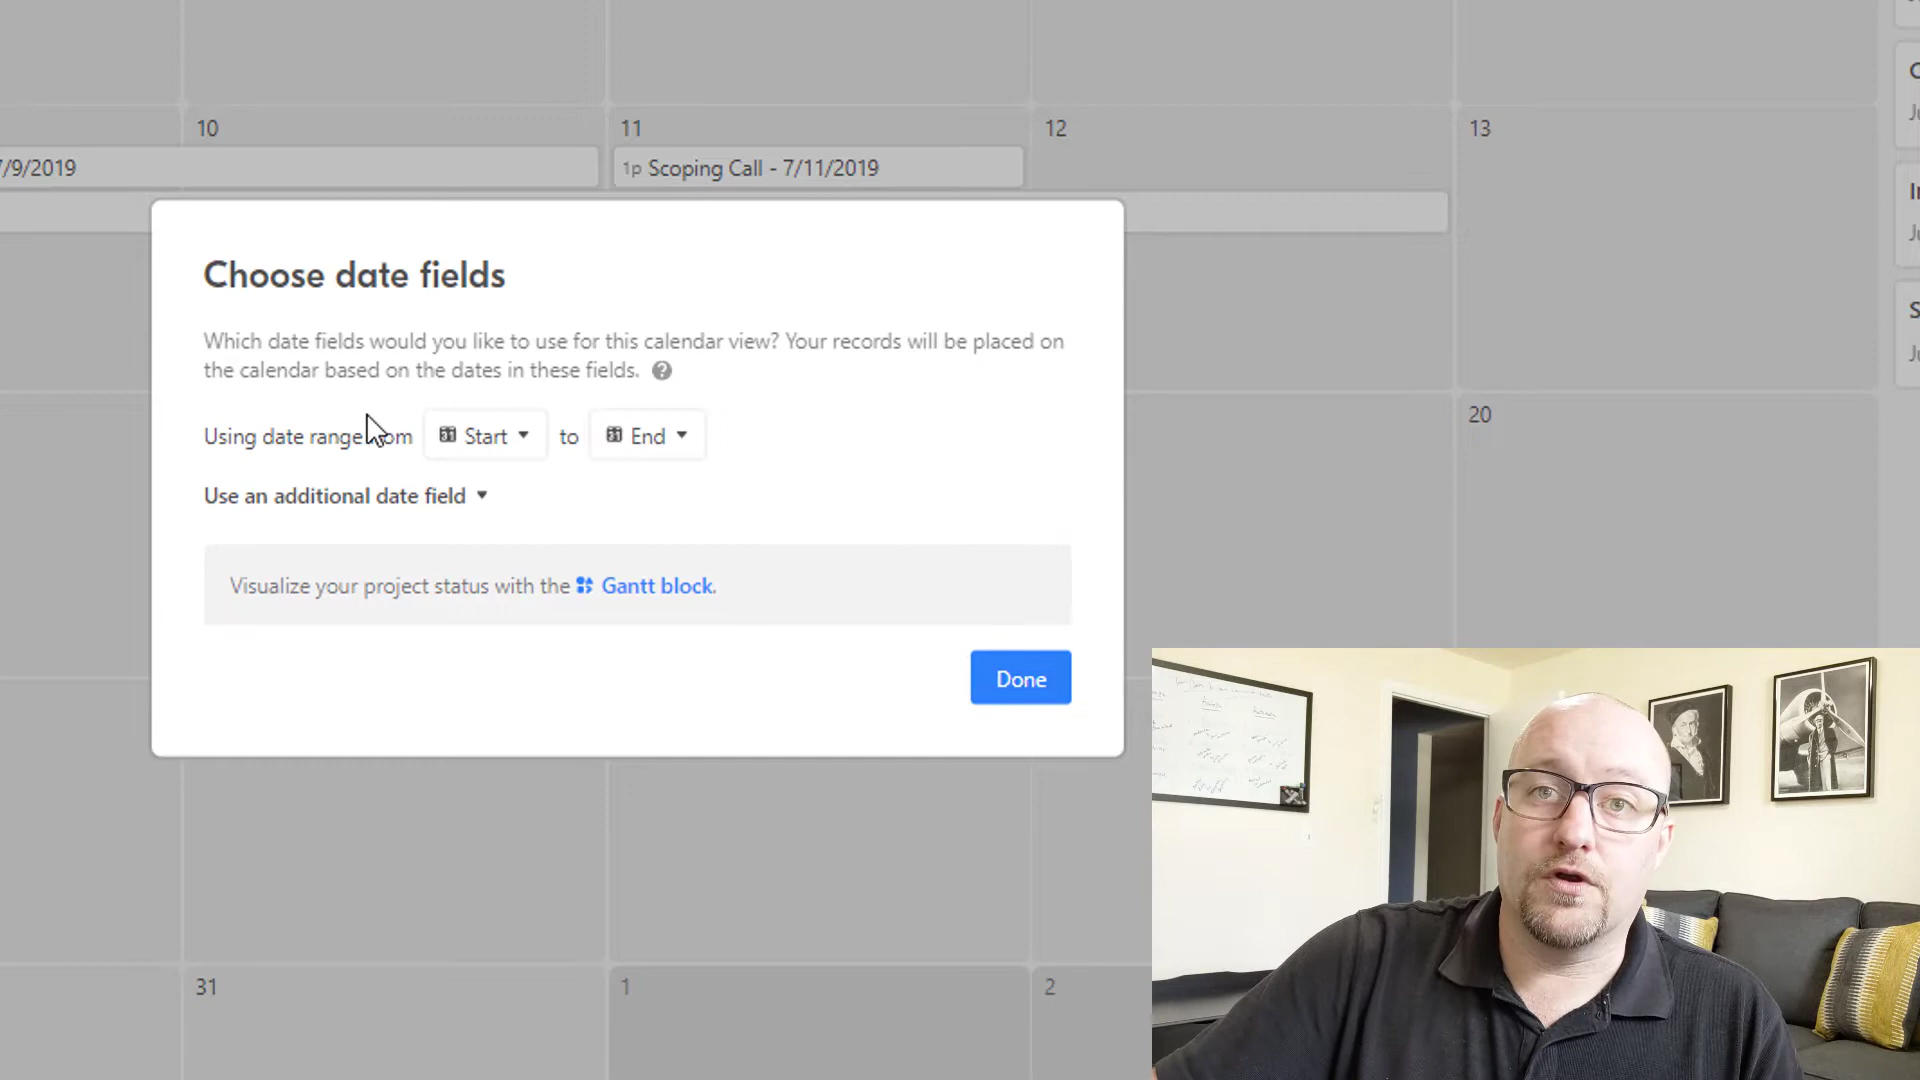 10
11
12
13
7/9/2019
1p Scoping Call - 7/11/2019
Choose date fields
Which date fields would you like to use for this calendar view? Your records will be placed on
the calendar based on the dates in these fields. ?
Using date range from Start to End
20
Use an additional date field
Visualize your project status with the Gantt block.
Done
31
1
2